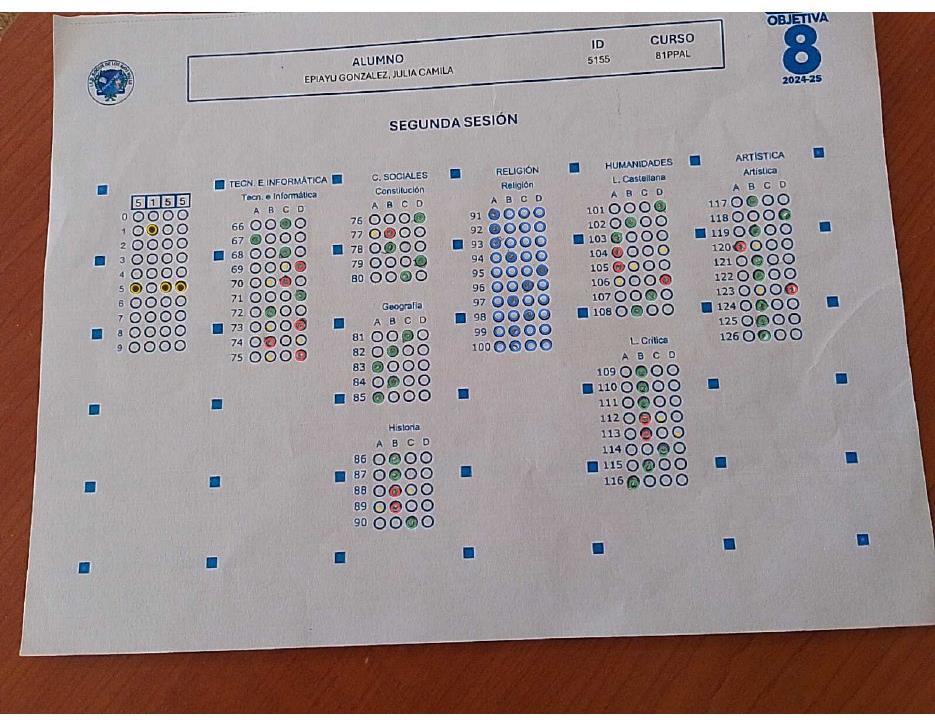 OBJETIVA
8
2024-25
ALUMNO
EPIAYU GONZALEZ, JULIA CAMILA
ID
5155
CURSO
81PPAL
SEGUNDA SESIÓN
5 1 5 5
0
1
2
3
4
5
6
7
8
9
TECN. E INFORMÁTICA
Tecn. e Informática
A B C D
66
67
68
69
70
71
72
73
74
75
C. SOCIALES
Constitución
A B C D
76
77
78
79
80
Geografía
A B C D
81
82
83
84
85
Historia
A B C D
86
87
88
89
90
RELIGIÓN
Religión
A B C D
91
92
93
94
95
96
97
98
99
100
HUMANIDADES
L. Castellana
A B C D
101
102
103
104
105
106
107
108
L. Crítica
A B C D
109
110
111
112
113
114
115
116
ARTÍSTICA
Artística
A B C D
117
118
119
120
121
122
123
124
125
126